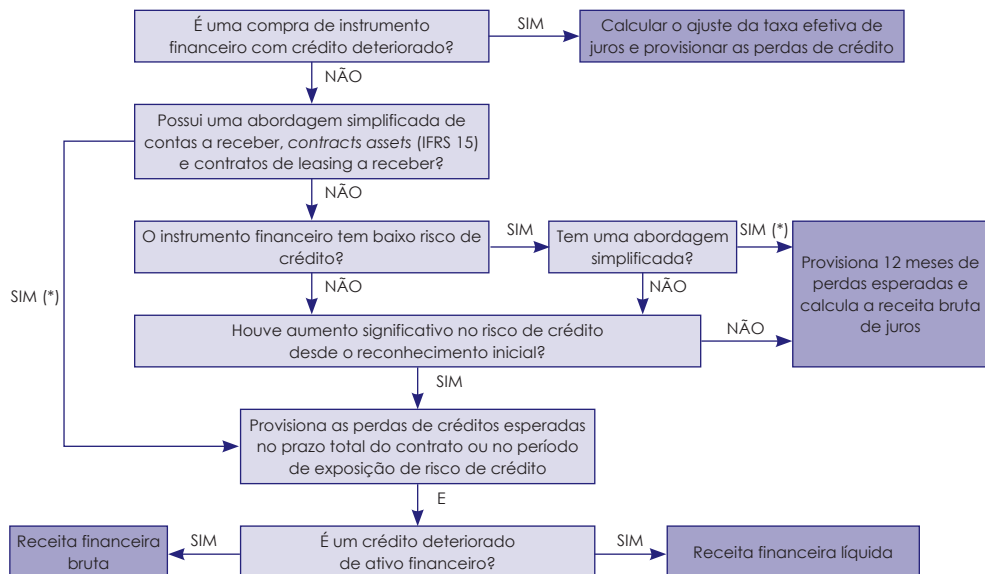 É uma compra de instrumento
financeiro com crédito deteriorado?
SIM
Calcular o ajuste da taxa efetiva de
juros e provisionar as perdas de crédito
NÃO
Possui uma abordagem simplificada de
contas a receber, contracts assets (IFRS 15)
e contratos de leasing a receber?
NÃO
O instrumento financeiro tem baixo risco de
crédito?
SIM
Tem uma abordagem
simplificada?
SIM (*)
Provisiona 12 meses de
perdas esperadas e
calcula a receita bruta
de juros
SIM (*)
NÃO
NÃO
Houve aumento significativo no risco de crédito
desde o reconhecimento inicial?
NÃO
SIM
Provisiona as perdas de créditos esperadas
no prazo total do contrato ou no período
de exposição de risco de crédito
E
Receita financeira
bruta
SIM
É um crédito deteriorado
de ativo financeiro?
SIM
Receita financeira líquida